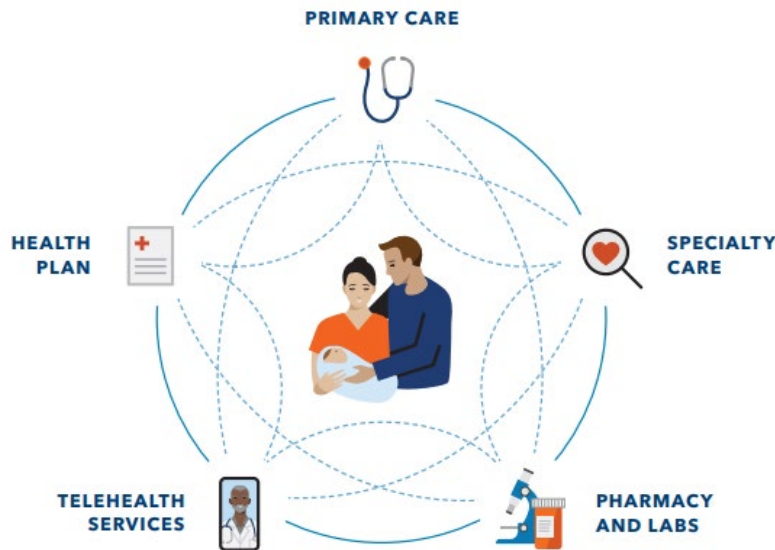 PRIMARY CARE
HEALTH
PLAN
SPECIALTY
CARE
TELEHEALTH
SERVICES
PHARMACY
AND LABS